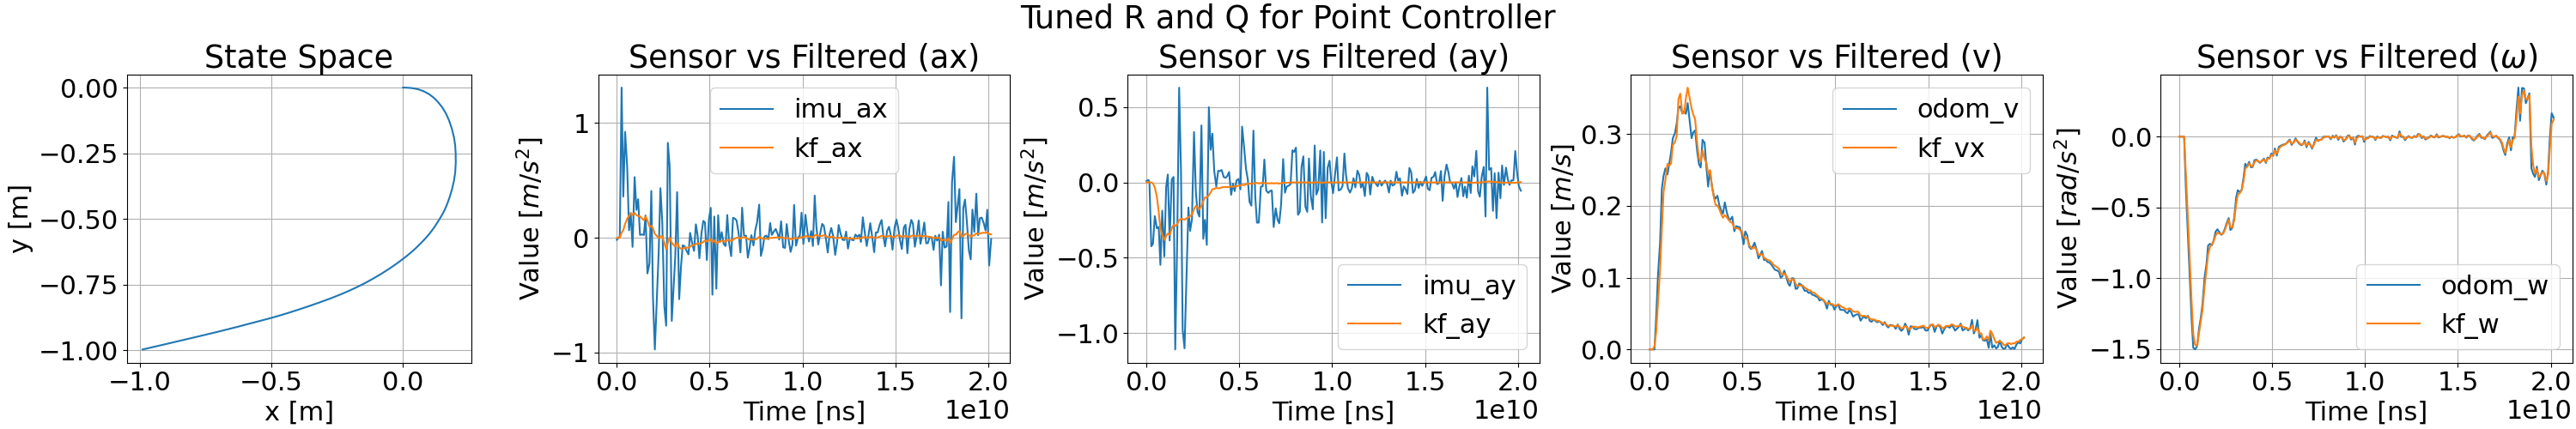 Tuned R and Q for Point Controller
State Space
0.00
−0.25
−0.50
−0.75
−1.00
y [m]
−1.0
−0.5
0.0
x [m]
Sensor vs Filtered (ax)
imu_ax
kf_ax
1
0
−1
Value [m/s²]
0.0
0.5
1.0
1.5
2.0
1e10
Time [ns]
Sensor vs Filtered (ay)
0.5
0.0
−0.5
−1.0
Value [m/s²]
imu_ay
kf_ay
0.0
0.5
1.0
1.5
2.0
1e10
Time [ns]
Sensor vs Filtered (v)
odom_v
kf_vx
0.3
0.2
0.1
0.0
Value [m/s]
0.0
0.5
1.0
1.5
2.0
1e10
Time [ns]
Sensor vs Filtered (ω)
0.0
−0.5
−1.0
−1.5
Value [rad/s²]
odom_w
kf_w
0.0
0.5
1.0
1.5
2.0
1e10
Time [ns]